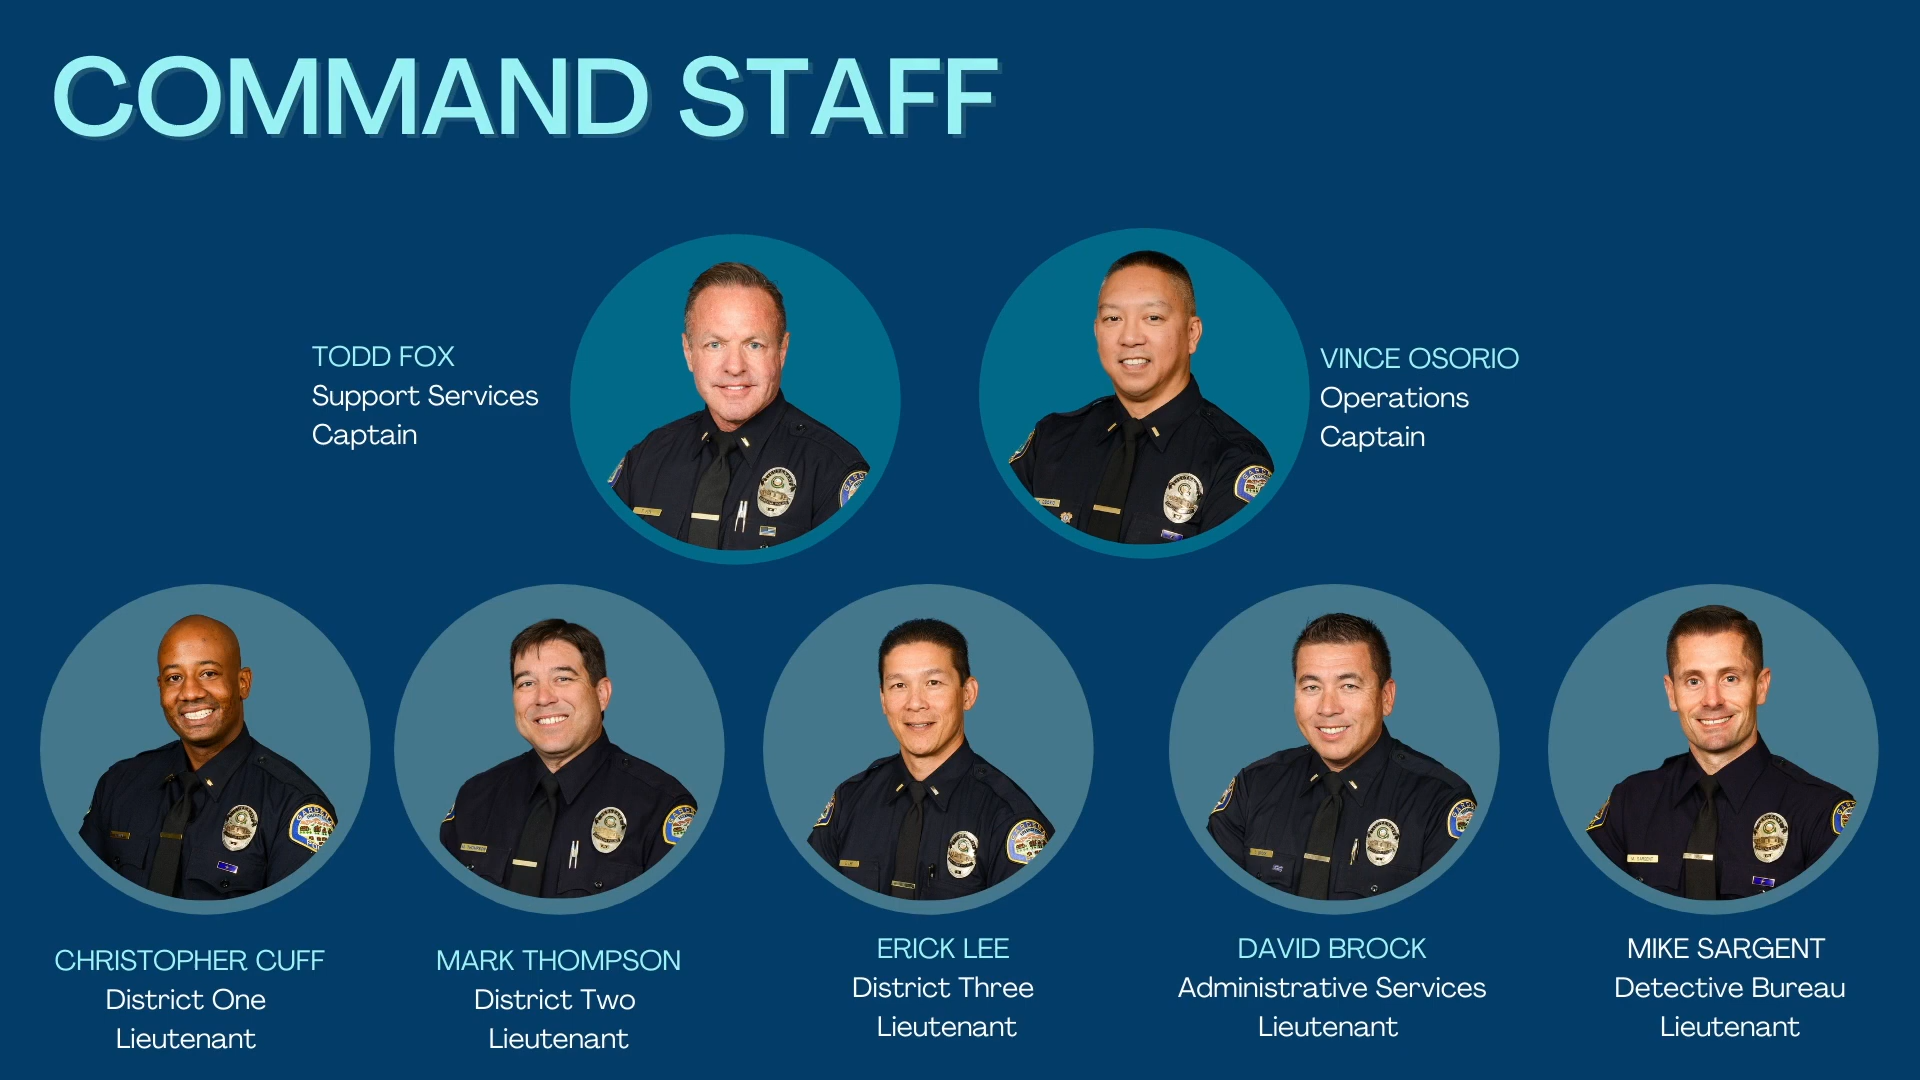 COMMAND STAFF
TODD FOX
Support Services
Captain
VINCE OSORIO
Operations
Captain
CHRISTOPHER CUFF
District One
Lieutenant
MARK THOMPSON
District Two
Lieutenant
ERICK LEE
District Three
Lieutenant
DAVID BROCK
Administrative Services
Lieutenant
MIKE SARGENT
Detective Bureau
Lieutenant